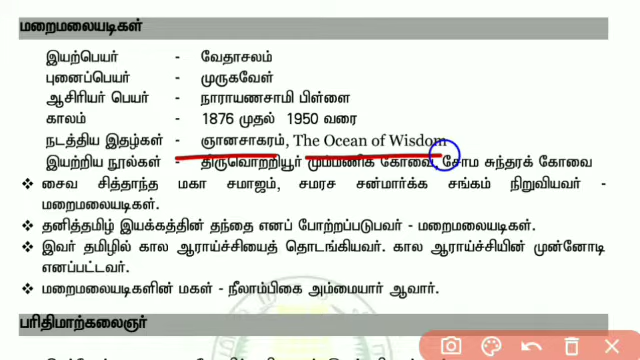 மறைமலையடிகள்
இயற்பெயர் - வேதாசலம்
புனைப்பெயர் - முருகவேள்
ஆசிரியர் பெயர் - நாராயணசாமி பிள்ளை
காலம் - 1876 முதல் 1950 வரை
நடத்திய இதழ்கள் - ஞானசாகரம், The Ocean of Wisdom
இயற்றிய நூல்கள் - திருவொற்றியூர் மும்மணிக் கோவை, சோம சுந்தரக் கோவை
❖ சைவ சித்தாந்த மகா சமாஜம், சமரச சன்மார்க்க சங்கம் நிறுவியவர் -
மறைமலையடிகள்.
❖ தனித்தமிழ் இயக்கத்தின் தந்தை எனப் போற்றப்படுபவர் - மறைமலையடிகள்.
❖ இவர் தமிழில் கால ஆராய்ச்சியைத் தொடங்கியவர். கால ஆராய்ச்சியின் முன்னோடி
எனப்பட்டவர்.
❖ மறைமலையடிகளின் மகள் - நீலாம்பிகை அம்மையார் ஆவார்.
பரிதிமாற்கலைஞர்